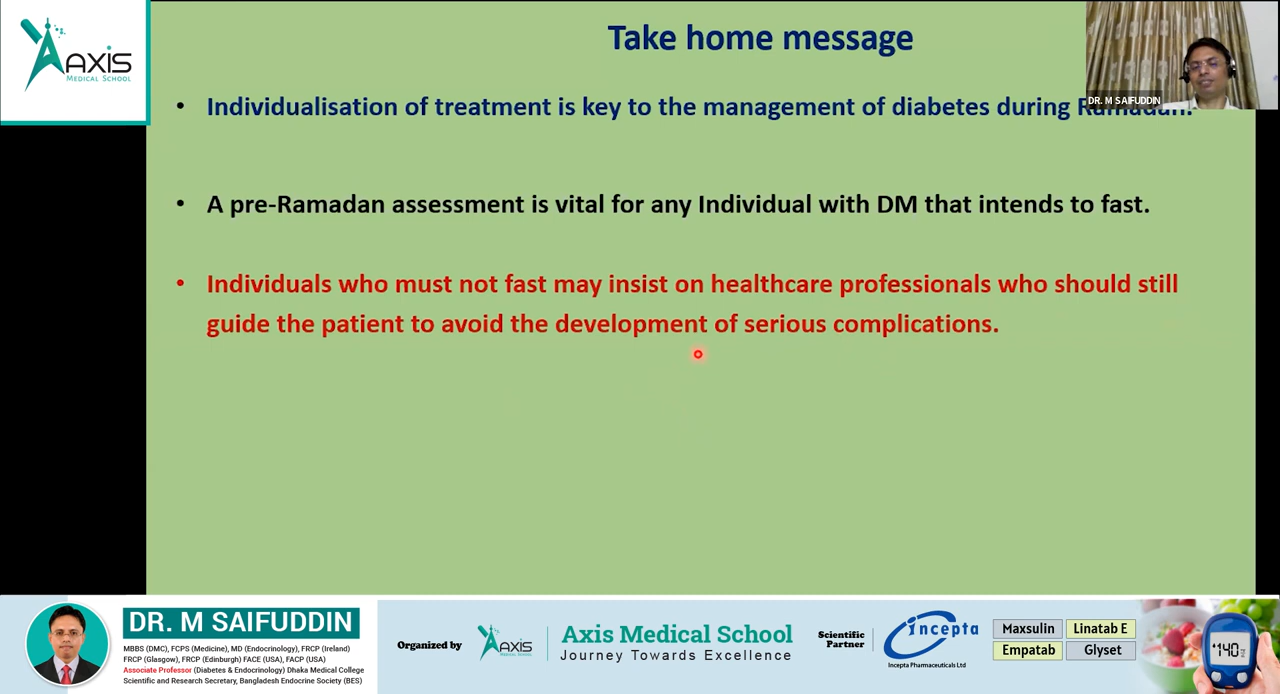 AXIS
MEDICAL SCHOOL
Take home message
DR. M SAIFUDDIN
• Individualisation of treatment is key to the management of diabetes during Ramadan.
• A pre-Ramadan assessment is vital for any Individual with DM that intends to fast.
• Individuals who must not fast may insist on healthcare professionals who should still
guide the patient to avoid the development of serious complications.
DR. M SAIFUDDIN
MBBS (DMC), FCPS (Medicine), MD (Endocrinology), FRCP (Ireland)
FRCP (Glasgow), FRCP (Edinburgh) FACE (USA), FACP (USA)
Associate Professor (Diabetes & Endocrinology) Dhaka Medical College
Scientific and Research Secretary, Bangladesh Endocrine Society (BES)
Organized by
AXIS
Axis Medical School
Journey Towards Excellence
Scientific
Partner
incepta
Incepta Pharmaceuticals Ltd
Maxsulin
Linatab E
Empatab
Glyset
140